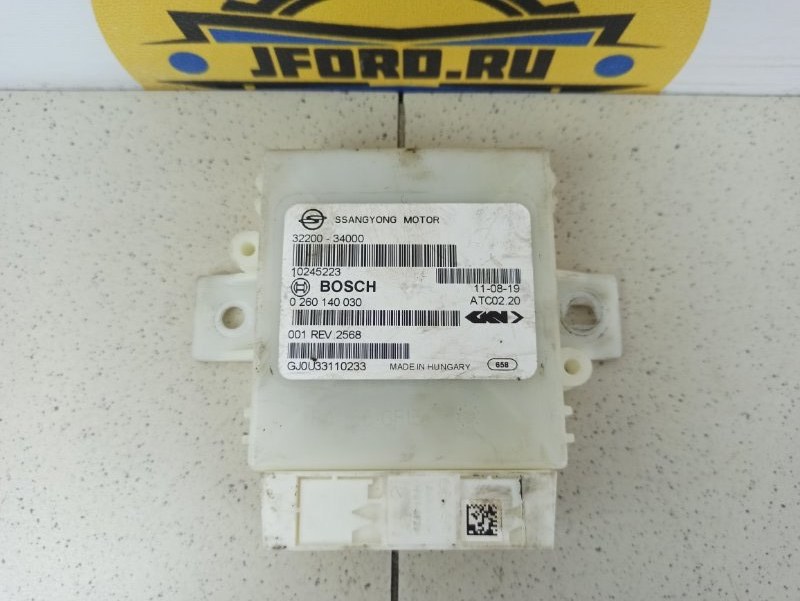 JFORD.RU
SSANGYONG MOTOR
32200 - 34000
10245223
BOSCH 11-08-19
0 260 140 030 ATC02.20
GKN
001 REV 2568
GJ0U33110233 MADE IN HUNGARY 658